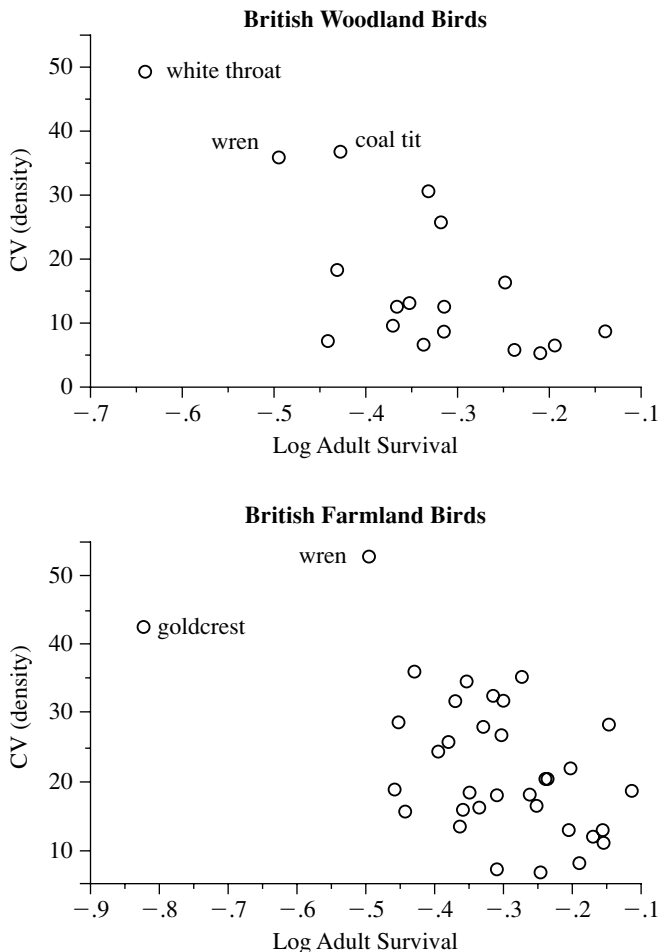 British Woodland Birds
50
white throat
40
wren
coal tit
30
20
10
0
−.7 −.6 −.5 −.4 −.3 −.2 −.1
CV (density)
Log Adult Survival
British Farmland Birds
wren
50
goldcrest
40
30
20
10
−.9 −.8 −.7 −.6 −.5 −.4 −.3 −.2 −.1
CV (density)
Log Adult Survival